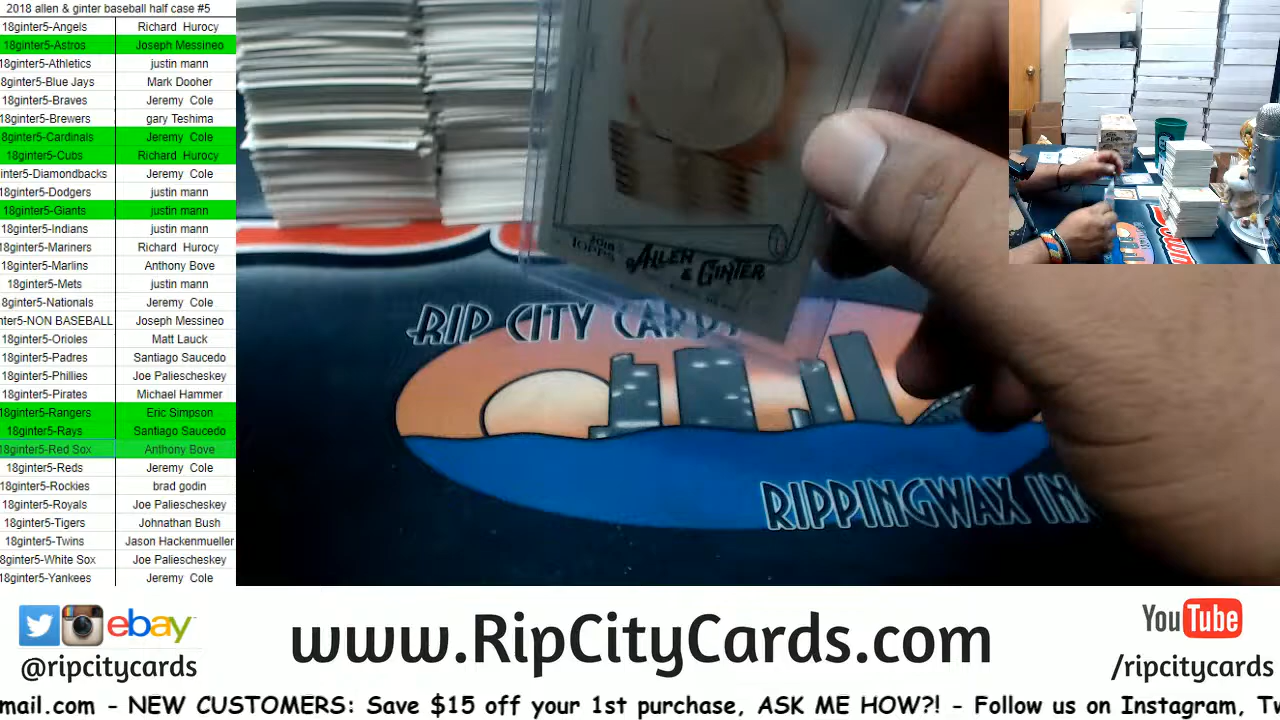 2018 allen & ginter baseball half case #5
18ginter5-Angels Richard Hurocy
18ginter5-Astros Joseph Messineo
18ginter5-Athletics justin mann
8ginter5-Blue Jays Mark Dooher
18ginter5-Braves Jeremy Cole
18ginter5-Brewers gary Teshima
8ginter5-Cardinals Jeremy Cole
18ginter5-Cubs Richard Hurocy
inter5-Diamondbacks Jeremy Cole
18ginter5-Dodgers justin mann
18ginter5-Giants justin mann
18ginter5-Indians justin mann
18ginter5-Mariners Richard Hurocy
18ginter5-Marlins Anthony Bove
18ginter5-Mets justin mann
8ginter5-Nationals Jeremy Cole
nter5-NON BASEBALL Joseph Messineo
18ginter5-Orioles Matt Lauck
18ginter5-Padres Santiago Saucedo
18ginter5-Phillies Joe Paliescheskey
18ginter5-Pirates Michael Hammer
18ginter5-Rangers Eric Simpson
18ginter5-Rays Santiago Saucedo
18ginter5-Red Sox Anthony Bove
18ginter5-Reds Jeremy Cole
18ginter5-Rockies brad godin
18ginter5-Royals Joe Paliescheskey
18ginter5-Tigers Johnathan Bush
18ginter5-Twins Jason Hackenmueller
8ginter5-White Sox Joe Paliescheskey
18ginter5-Yankees Jeremy Cole
2018 TOPPS
ALLEN & GINTER
RIP CITY CARD
RIPPINGWAX INC
ebay
@ripcitycards
www.RipCityCards.com
YouTube
/ripcitycards
mail.com - NEW CUSTOMERS: Save $15 off your 1st purchase, ASK ME HOW?! - Follow us on Instagram, Tw